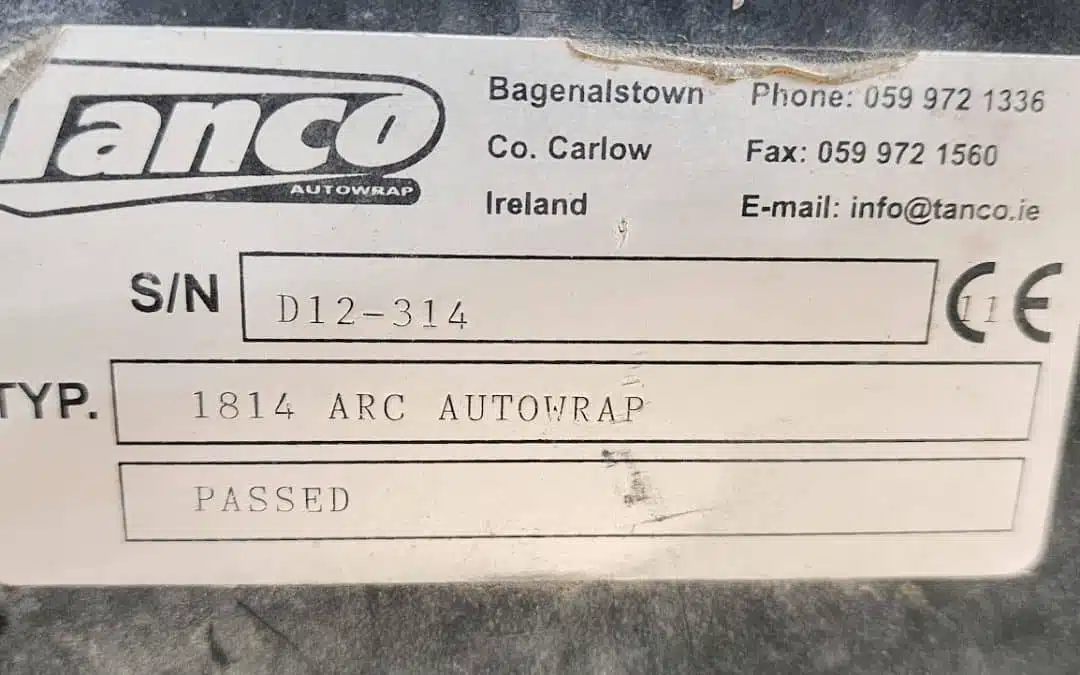 Tanco
AUTOWRAP
Bagenalstown Phone: 059 972 1336
Co. Carlow Fax: 059 972 1560
Ireland E-mail: info@tanco.ie
S/N D12-314 CE 11
TYP. 1814 ARC AUTOWRAP
PASSED